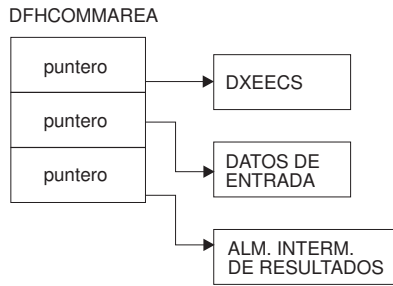 DFHCOMMAREA
puntero
DXEECS
puntero
DATOS DE
ENTRADA
puntero
ALM. INTERM.
DE RESULTADOS